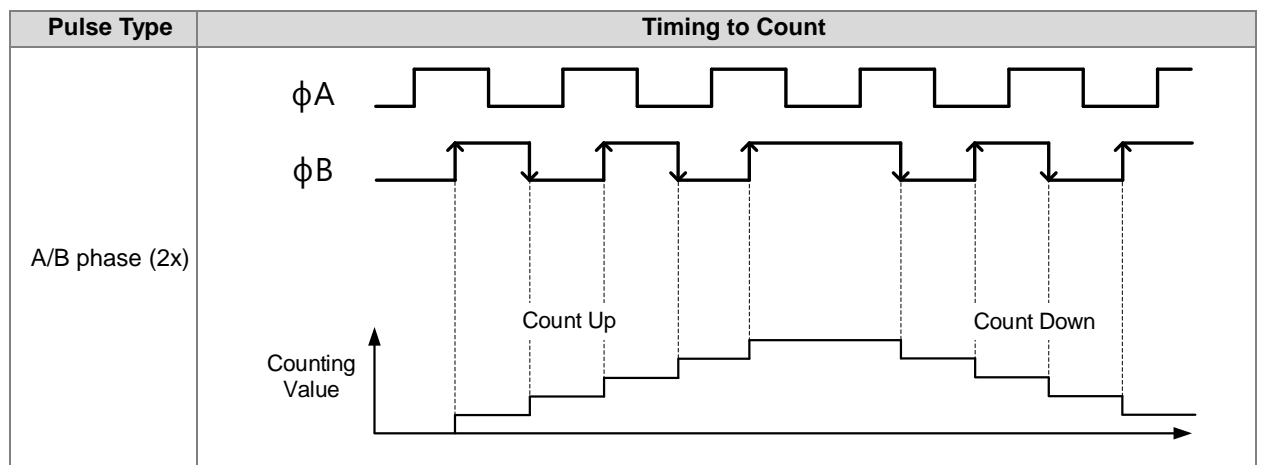 Pulse Type
Timing to Count
A/B phase (2x)
ϕA
ϕB
Count Up
Count Down
Counting
Value